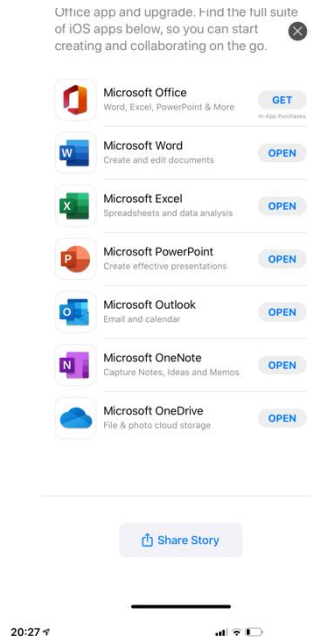 Office app and upgrade. Find the full suite
of iOS apps below, so you can start
creating and collaborating on the go.
Microsoft Office
Word, Excel, PowerPoint & More
GET
In-App Purchases
Microsoft Word
Create and edit documents
OPEN
Microsoft Excel
Spreadsheets and data analysis
OPEN
Microsoft PowerPoint
Create effective presentations
OPEN
Microsoft Outlook
Email and calendar
OPEN
Microsoft OneNote
Capture Notes, Ideas and Memos
OPEN
Microsoft OneDrive
File & photo cloud storage
OPEN
Share Story
20:27